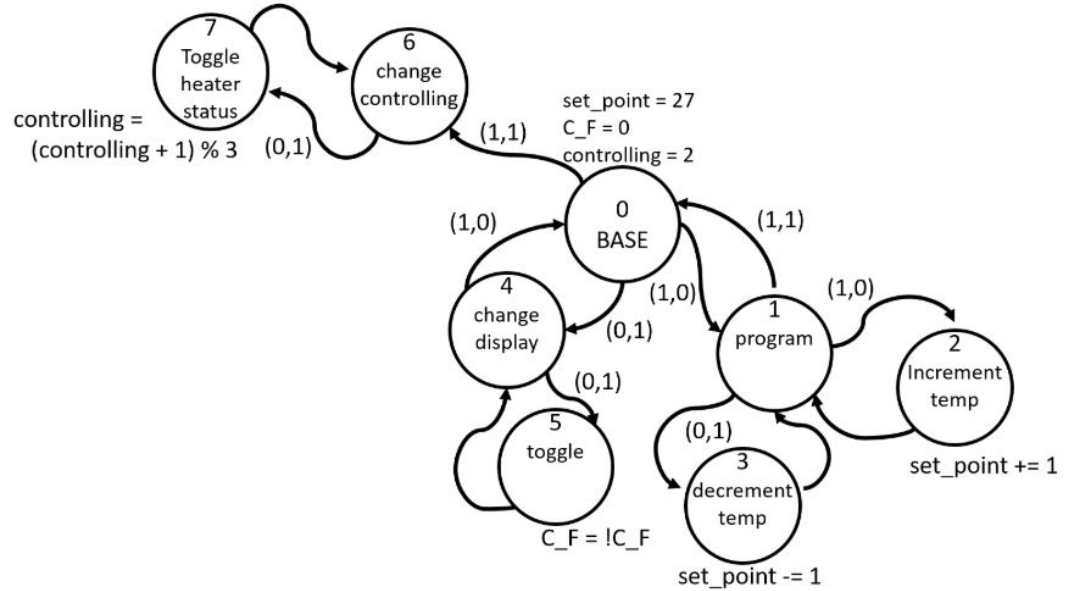 7
Toggle
heater
status
controlling =
(controlling + 1) % 3
(0,1)
6
change
controlling
(1,1)
set_point = 27
C_F = 0
controlling = 2
0
BASE
(1,0)
(1,0)
(0,1)
(1,1)
4
change
display
(0,1)
5
toggle
C_F = !C_F
1
program
(1,0)
2
Increment
temp
set_point += 1
(0,1)
3
decrement
temp
set_point -= 1